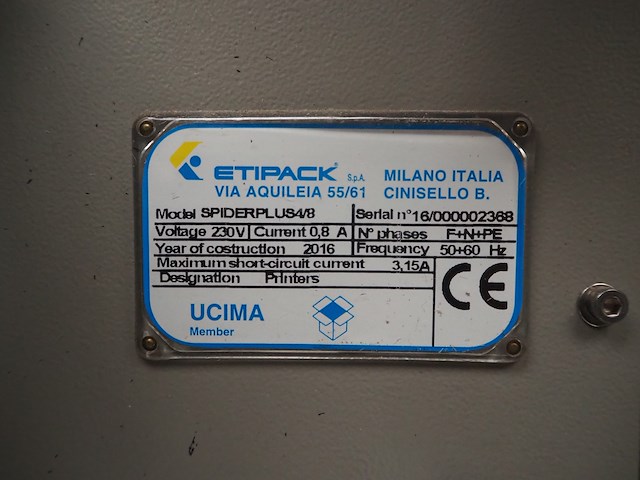 ETIPACK® S.p.A. MILANO ITALIA
VIA AQUILEIA 55/61 CINISELLO B.
Model SPIDERPLUS4/8 Serial n° 16/000002368
Voltage 230V Current 0,8 A N° phases F+N+PE
Year of costruction 2016 Frequency 50+60 Hz
Maximum short-circuit current 3,15A
Designation Printers
CE
UCIMA
Member